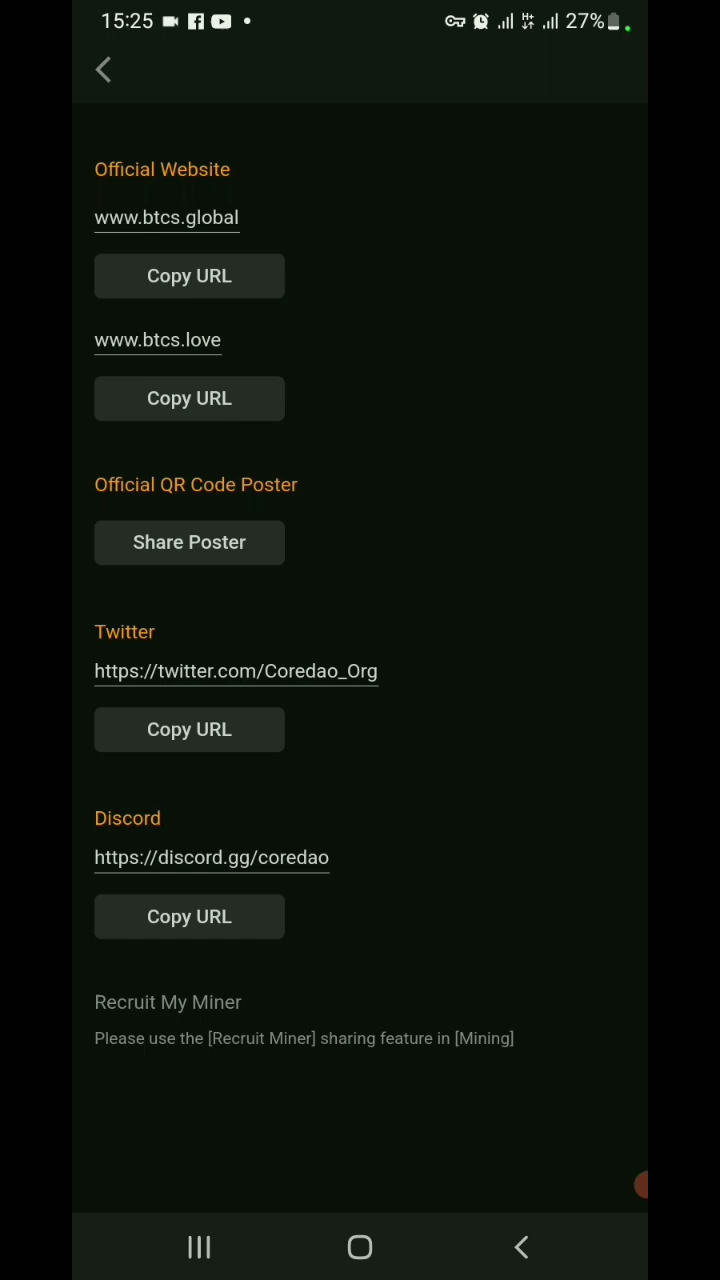 15:25 27%
Official Website
www.btcs.global
Copy URL
www.btcs.love
Copy URL
Official QR Code Poster
Share Poster
Twitter
https://twitter.com/Coredao_Org
Copy URL
Discord
https://discord.gg/coredao
Copy URL
Recruit My Miner
Please use the [Recruit Miner] sharing feature in [Mining]